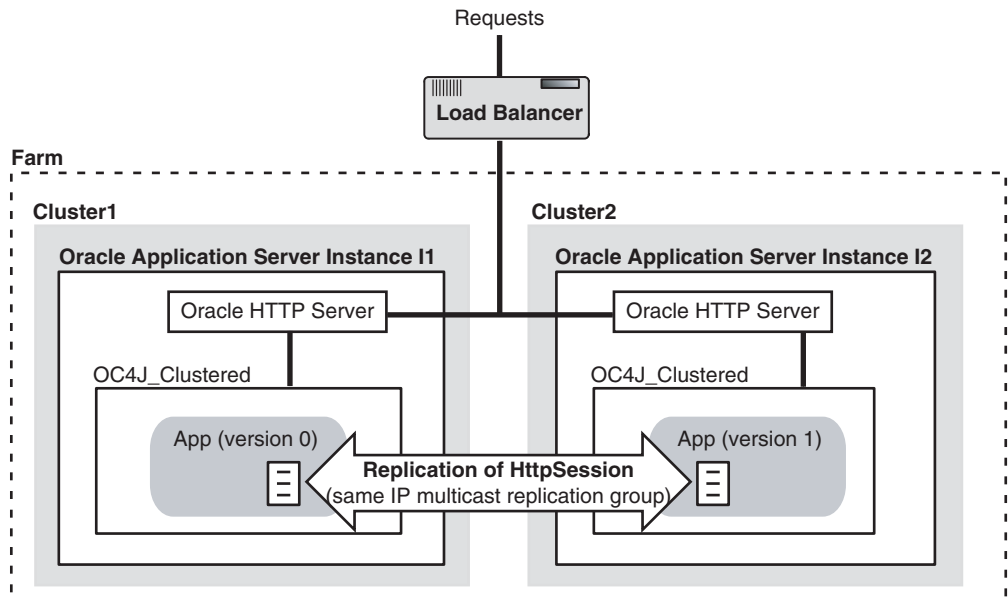 Requests
Load Balancer
Farm
Cluster1
Cluster2
Oracle Application Server Instance I1
Oracle Application Server Instance I2
Oracle HTTP Server
Oracle HTTP Server
OC4J_Clustered
OC4J_Clustered
App (version 0)
App (version 1)
Replication of HttpSession
(same IP multicast replication group)